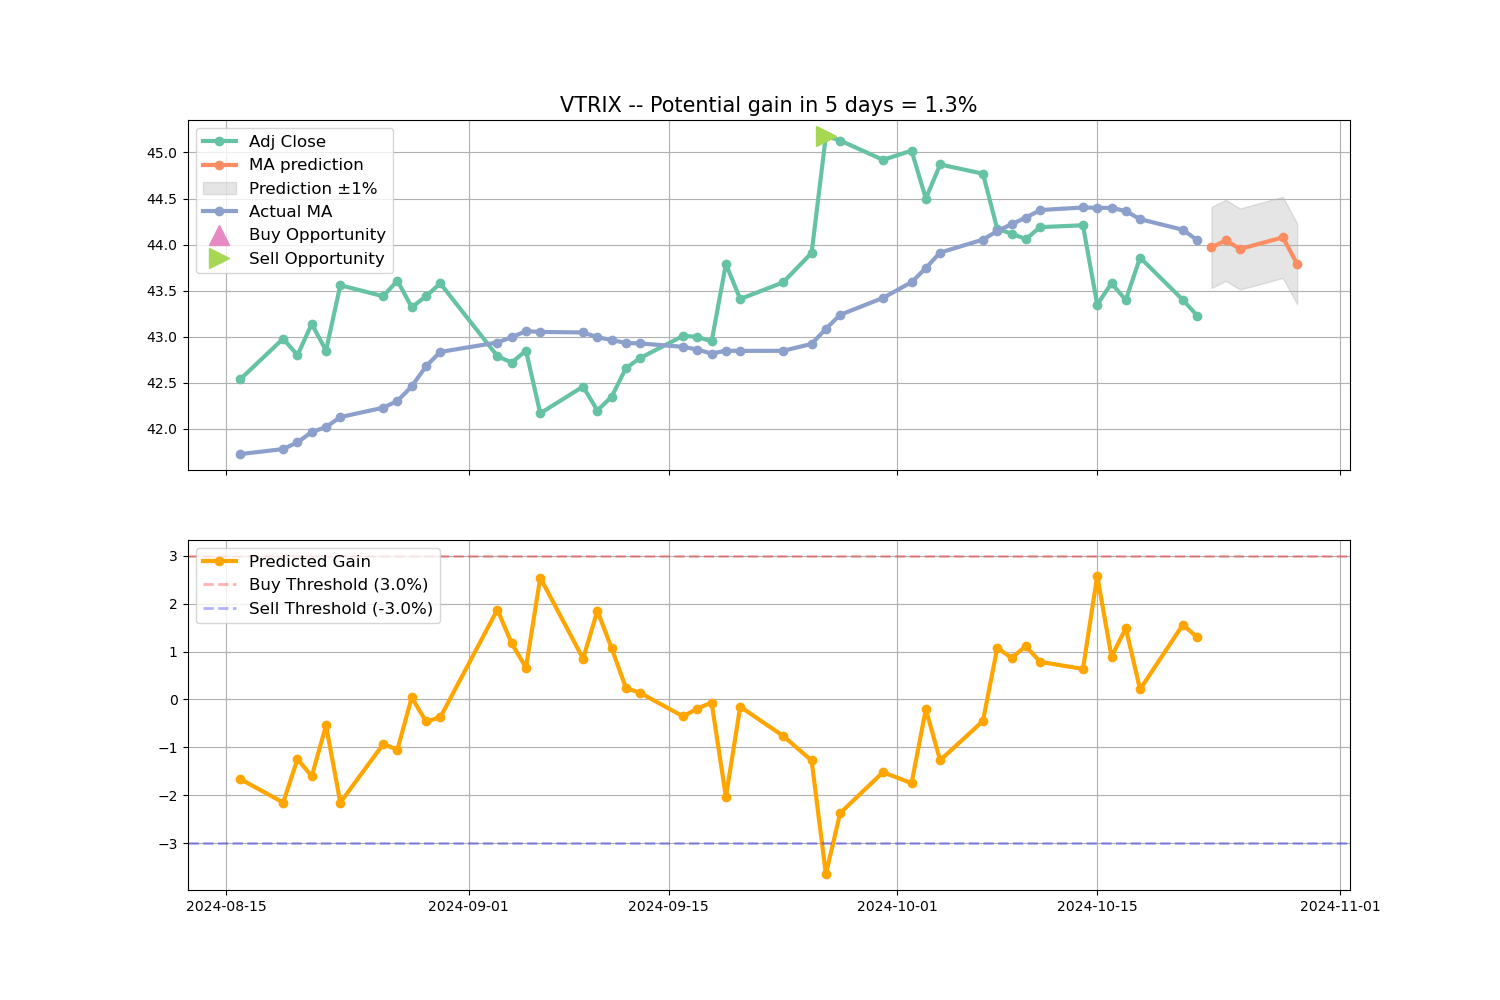 VTRIX -- Potential gain in 5 days = 1.3%
Adj Close
MA prediction
Prediction ±1%
Actual MA
Buy Opportunity
Sell Opportunity
45.0
44.5
44.0
43.5
43.0
42.5
42.0
Predicted Gain
Buy Threshold (3.0%)
Sell Threshold (-3.0%)
3
2
1
0
−1
−2
−3
2024-08-15
2024-09-01
2024-09-15
2024-10-01
2024-10-15
2024-11-01